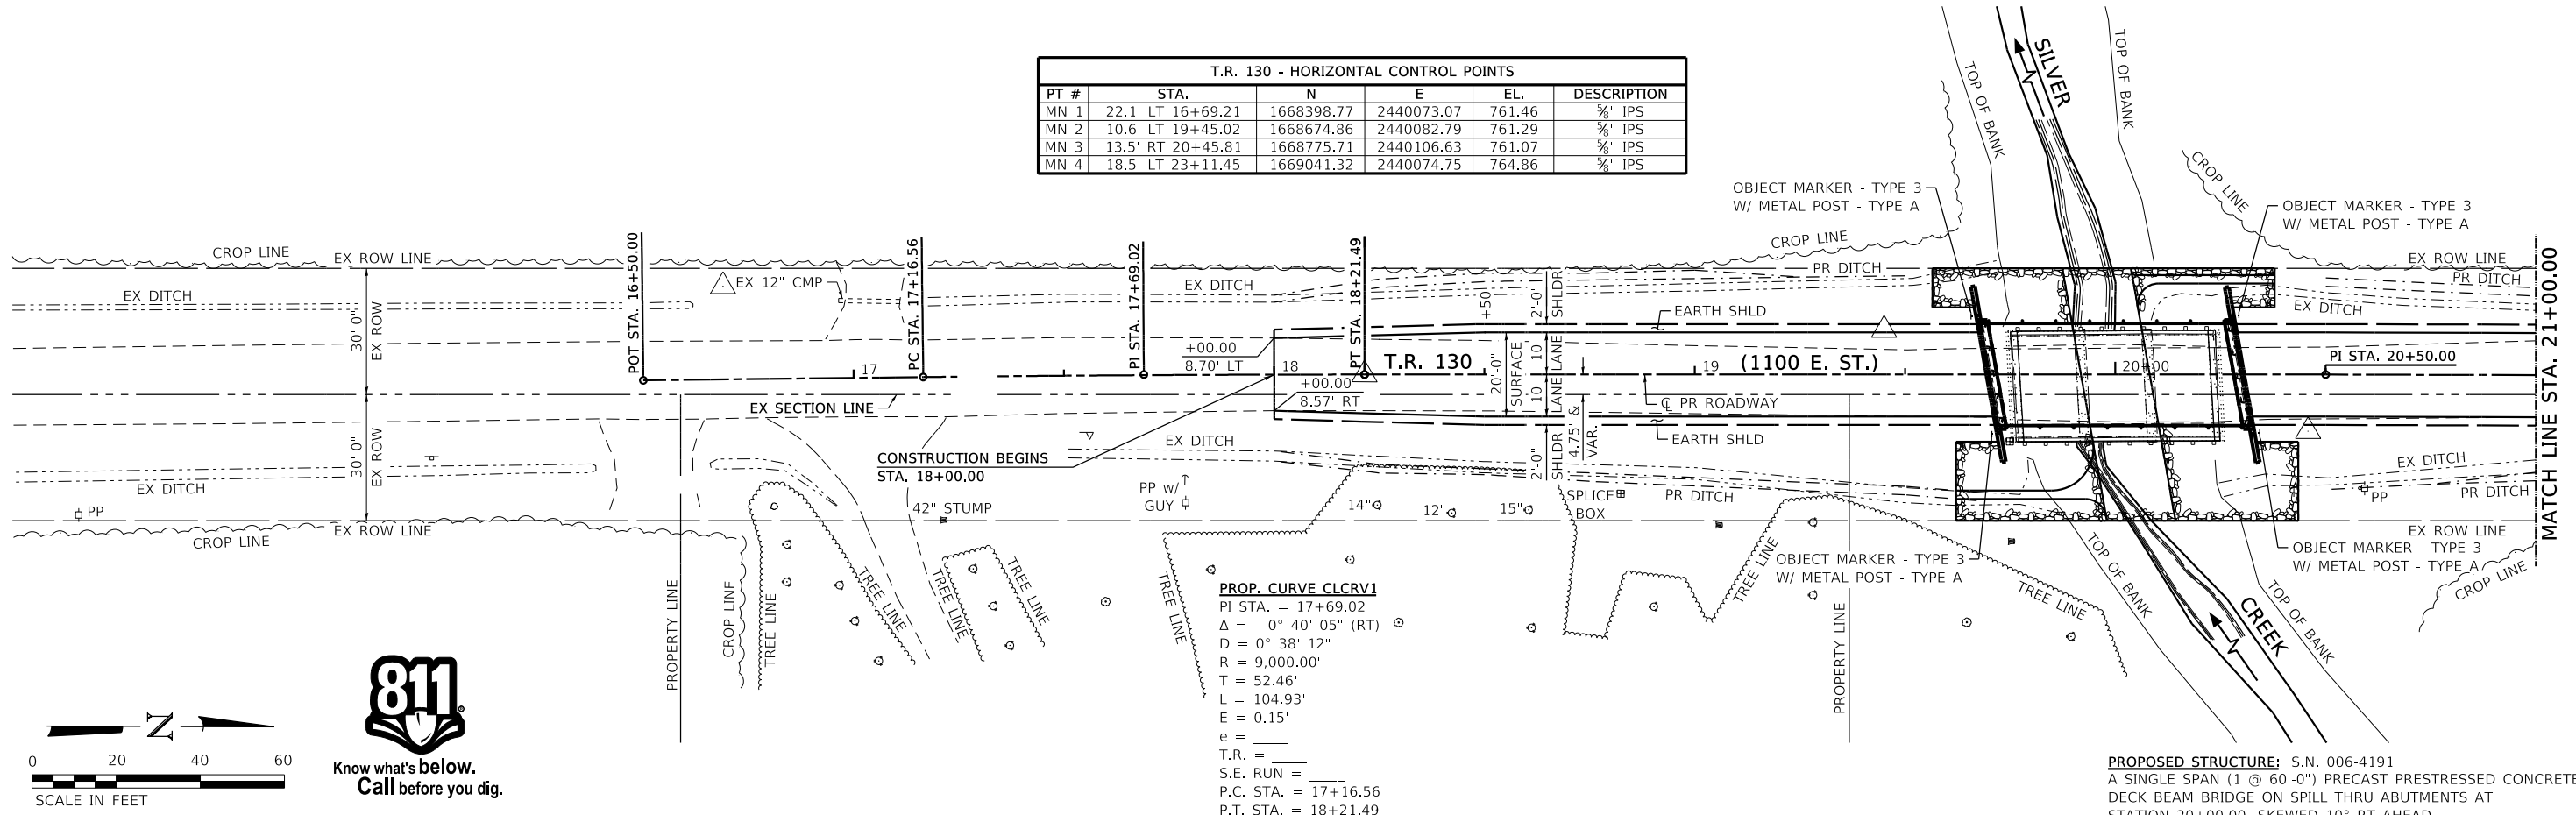 T.R. 130 - HORIZONTAL CONTROL POINTS
PT # STA. N E EL. DESCRIPTION
MN 1 22.1' LT 16+69.21 1668398.77 2440073.07 761.46 ⅝" IPS
MN 2 10.6' LT 19+45.02 1668674.86 2440082.79 761.29 ⅝" IPS
MN 3 13.5' RT 20+45.81 1668775.71 2440106.63 761.07 ⅝" IPS
MN 4 18.5' LT 23+11.45 1669041.32 2440074.75 764.86 ⅝" IPS
SILVER
TOP OF BANK
TOP OF BANK
CROP LINE
OBJECT MARKER - TYPE 3
W/ METAL POST - TYPE A
OBJECT MARKER - TYPE 3
W/ METAL POST - TYPE A
CROP LINE
EX ROW LINE
CROP LINE
EX ROW LINE
POT STA. 16+50.00
PC STA. 17+16.56
PI STA. 17+69.02
PT STA. 18+21.49
EX 12" CMP
EX DITCH
EX DITCH
PR DITCH
PR DITCH
EX DITCH
30'-0"
EX ROW
+50
2'-0"
SHLDR
EARTH SHLD
+00.00
8.70' LT
17
18
T.R. 130
20'-0"
SURFACE
10
LANE
10
LANE
19
(1100 E. ST.)
20+00
PI STA. 20+50.00
MATCH LINE STA. 21+00.00
+00.00
8.57' RT
EX SECTION LINE
℄ PR ROADWAY
30'-0"
EX ROW
EX DITCH
EX DITCH
CONSTRUCTION BEGINS
STA. 18+00.00
2'-0"
SHLDR
4.75' &
VAR.
EARTH SHLD
EX DITCH
PR DITCH
PP
PP
42" STUMP
PP w/
GUY
14"
12"
15"
SPLICE
BOX
PR DITCH
EX ROW LINE
CROP LINE
EX ROW LINE
OBJECT MARKER - TYPE 3
W/ METAL POST - TYPE A
OBJECT MARKER - TYPE 3
W/ METAL POST - TYPE A
CROP LINE
PROPERTY LINE
CROP LINE
TREE LINE
TREE LINE
TREE LINE
TREE LINE
TREE LINE
TREE LINE
PROPERTY LINE
TREE LINE
TOP OF BANK
TOP OF BANK
CREEK
PROP. CURVE CLCRV1
PI STA. = 17+69.02
Δ = 0° 40' 05" (RT)
D = 0° 38' 12"
R = 9,000.00'
T = 52.46'
L = 104.93'
E = 0.15'
e = ____
T.R. = ____
S.E. RUN = ____
P.C. STA. = 17+16.56
P.T. STA. = 18+21.49
Z
0 20 40 60
SCALE IN FEET
811
®
Know what's below.
Call before you dig.
PROPOSED STRUCTURE: S.N. 006-4191
A SINGLE SPAN (1 @ 60'-0") PRECAST PRESTRESSED CONCRETE
DECK BEAM BRIDGE ON SPILL THRU ABUTMENTS AT
STATION 20+00.00, SKEWED 10° RT AHEAD